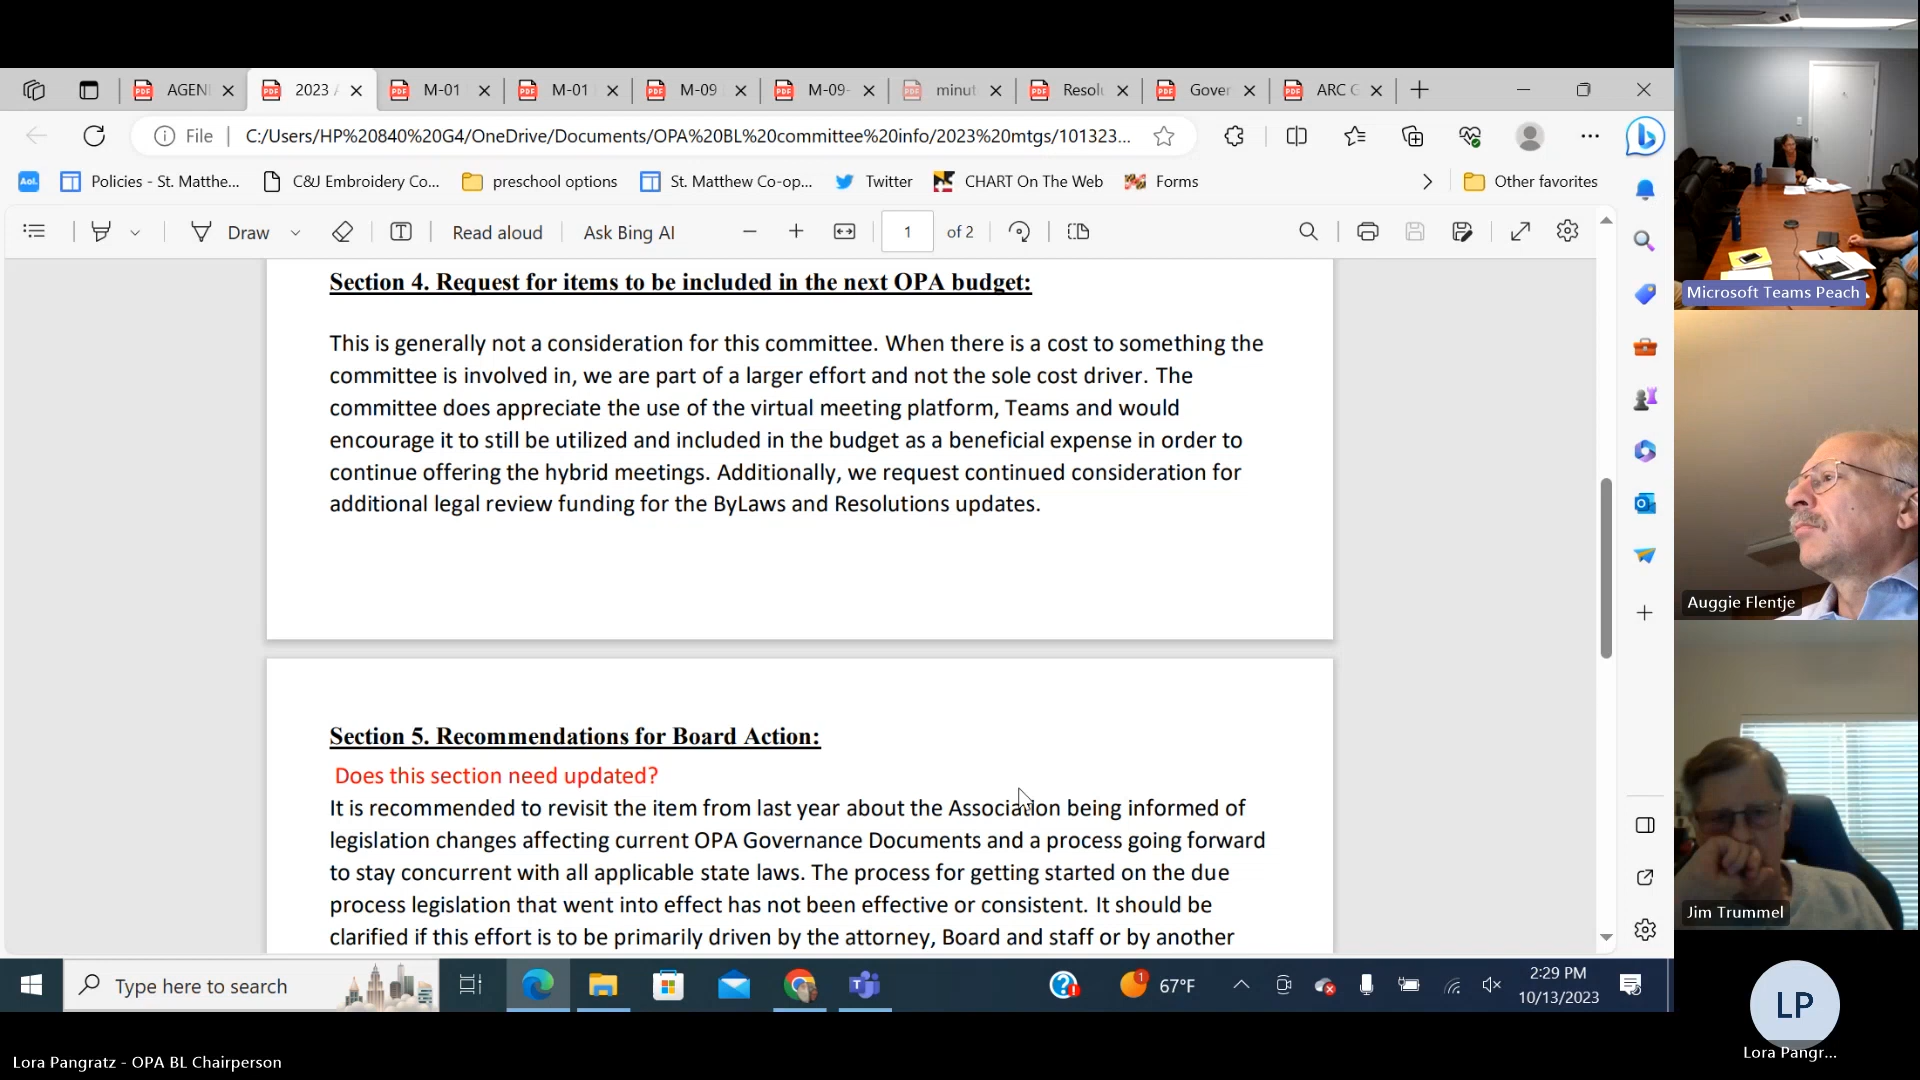 AGEN
2023
M-01
M-01
M-09
M-09-
minut
Resolu
Gover
ARC G
File
C:/Users/HP%20840%20G4/OneDrive/Documents/OPA%20BL%20committee%20info/2023%20mtgs/101323...
Aol.
Policies - St. Matthe...
C&J Embroidery Co...
preschool options
St. Matthew Co-op...
Twitter
CHART On The Web
Forms
Other favorites
Draw
Read aloud
Ask Bing AI
1
of 2
Section 4. Request for items to be included in the next OPA budget:
This is generally not a consideration for this committee. When there is a cost to something the
committee is involved in, we are part of a larger effort and not the sole cost driver. The
committee does appreciate the use of the virtual meeting platform, Teams and would
encourage it to still be utilized and included in the budget as a beneficial expense in order to
continue offering the hybrid meetings. Additionally, we request continued consideration for
additional legal review funding for the ByLaws and Resolutions updates.
Section 5. Recommendations for Board Action:
Does this section need updated?
It is recommended to revisit the item from last year about the Association being informed of
legislation changes affecting current OPA Governance Documents and a process going forward
to stay concurrent with all applicable state laws. The process for getting started on the due
process legislation that went into effect has not been effective or consistent. It should be
clarified if this effort is to be primarily driven by the attorney, Board and staff or by another
Type here to search
1
67°F
2:29 PM
10/13/2023
Microsoft Teams Peach
Auggie Flentje
Jim Trummel
LP
Lora Pangr...
Lora Pangratz - OPA BL Chairperson